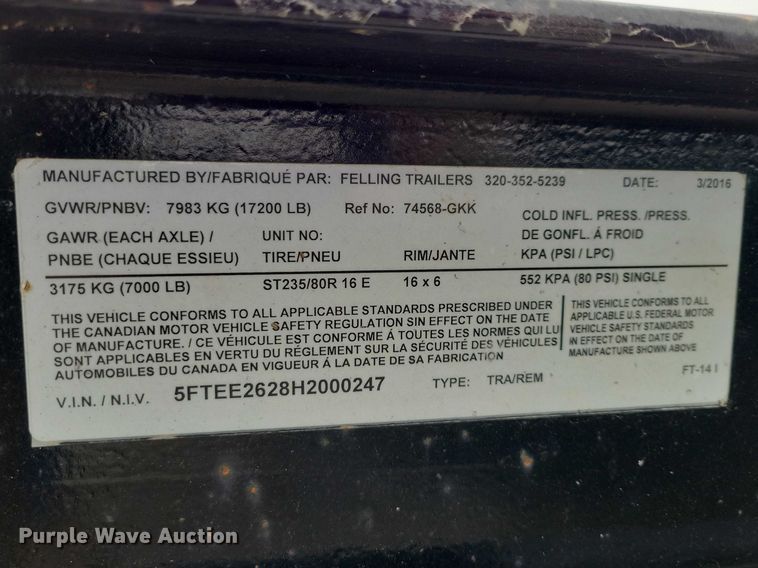 MANUFACTURED BY/FABRIQUÉ PAR: FELLING TRAILERS 320-352-5239 DATE: 3/2016
GVWR/PNBV: 7983 KG (17200 LB) Ref No: 74568-GKK COLD INFL. PRESS. /PRESS.
GAWR (EACH AXLE) / UNIT NO: DE GONFL. Á FROID
PNBE (CHAQUE ESSIEU) TIRE/PNEU RIM/JANTE KPA (PSI / LPC)
3175 KG (7000 LB) ST235/80R 16 E 16 x 6 552 KPA (80 PSI) SINGLE
THIS VEHICLE CONFORMS TO ALL APPLICABLE STANDARDS PRESCRIBED UNDER
THE CANADIAN MOTOR VEHICLE SAFETY REGULATION SIN EFFECT ON THE DATE
OF MANUFACTURE. / CE VÉHICULE EST CONFORME Á TOUTES LES NORMES QUI LUI
SONT APPLICABLES EN VERTU DU RÉGLEMENT SUR LA SÉCURITÉ DES VÉHICULES
AUTOMOBILES DU CANADA EN VIGUEUR Á LA DATE DE SA FABRICATION
THIS VEHICLE CONFORMS TO ALL
APPLICABLE U.S. FEDERAL MOTOR
VEHICLE SAFETY STANDARDS
IN EFFECT ON THE DATE OF
MANUFACTURE SHOWN ABOVE
V.I.N. / N.I.V. 5FTEE2628H2000247 TYPE: TRA/REM FT-14 I
Purple Wave Auction